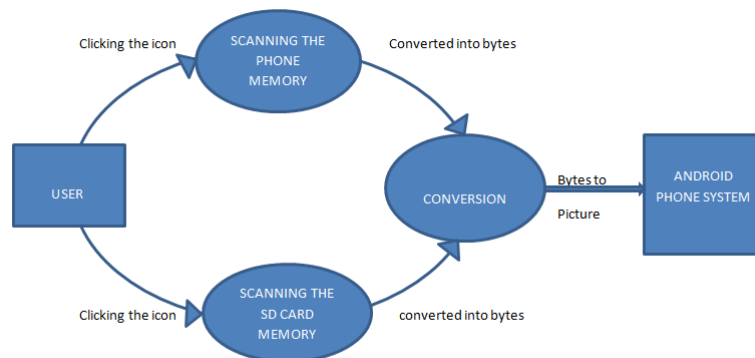 Clicking the icon
SCANNING THE
PHONE
MEMORY
Converted into bytes
USER
CONVERSION
Bytes to
Picture
ANDROID
PHONE SYSTEM
Clicking the icon
SCANNING THE
SD CARD
MEMORY
converted into bytes